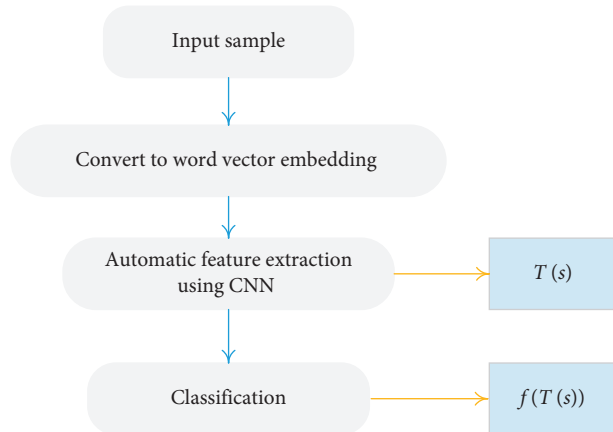 Input sample
Convert to word vector embedding
Automatic feature extraction
using CNN
T (s)
Classification
f (T (s))